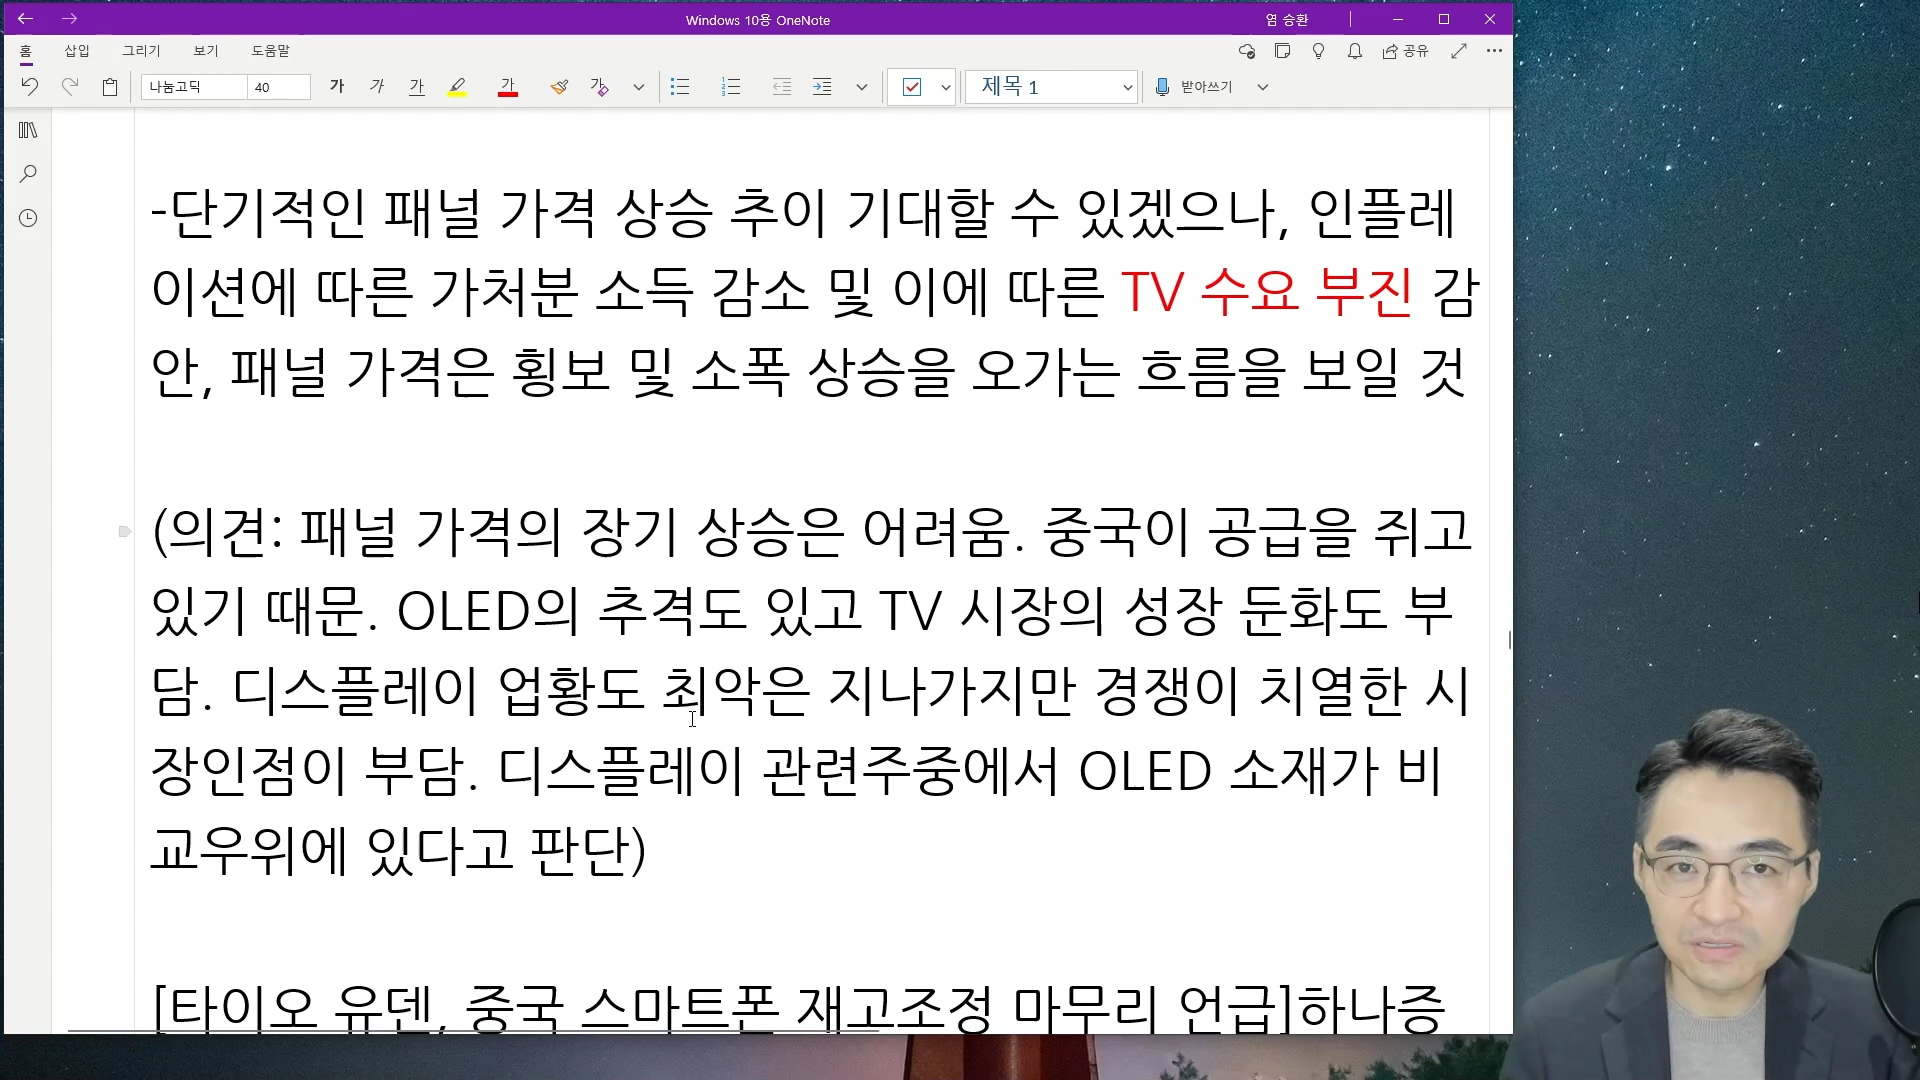 Windows 10용 OneNote
염 승환
홈 삽입 그리기 보기 도움말
공유
나눔고딕 40 가 가 가 가 가 제목 1 받아쓰기
-단기적인 패널 가격 상승 추이 기대할 수 있겠으나, 인플레
이션에 따른 가처분 소득 감소 및 이에 따른 TV 수요 부진 감
안, 패널 가격은 횡보 및 소폭 상승을 오가는 흐름을 보일 것
(의견: 패널 가격의 장기 상승은 어려움. 중국이 공급을 쥐고
있기 때문. OLED의 추격도 있고 TV 시장의 성장 둔화도 부
담. 디스플레이 업황도 최악은 지나가지만 경쟁이 치열한 시
장인점이 부담. 디스플레이 관련주중에서 OLED 소재가 비
교우위에 있다고 판단)
[타이오 유덴, 중국 스마트폰 재고조정 마무리 언급]하나증